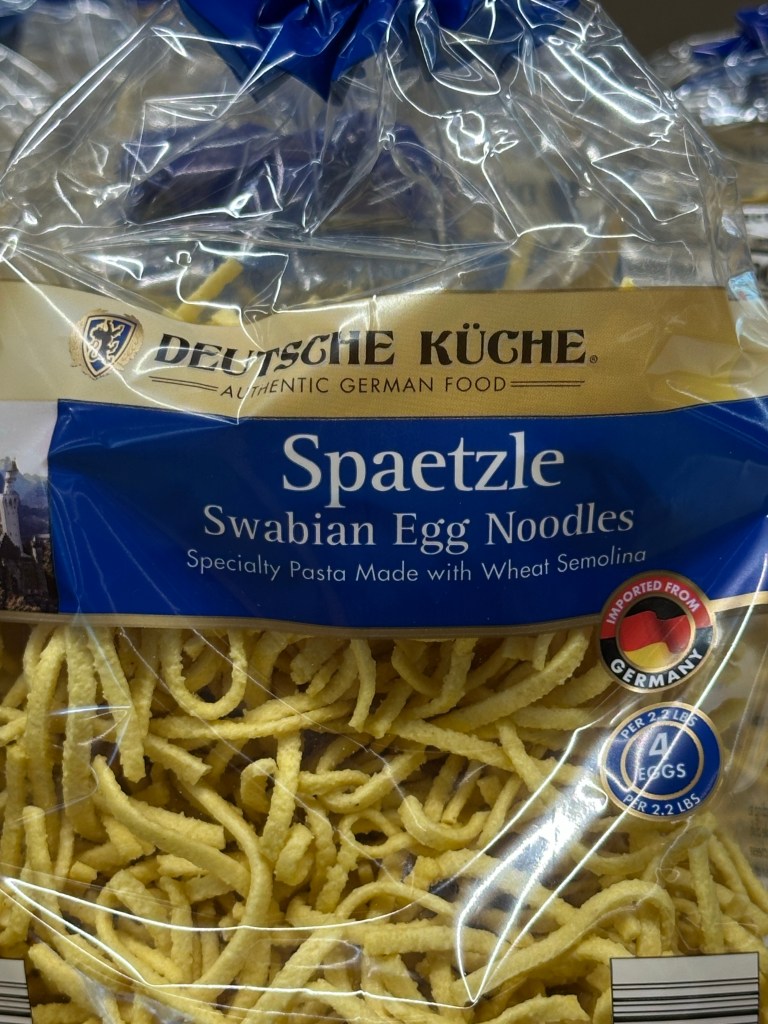 DEUTSCHE KÜCHE®
AUTHENTIC GERMAN FOOD
Spaetzle
Swabian Egg Noodles
Specialty Pasta Made with Wheat Semolina
IMPORTED FROM
GERMANY
PER 2.2 LBS
4
EGGS
PER 2.2 LBS